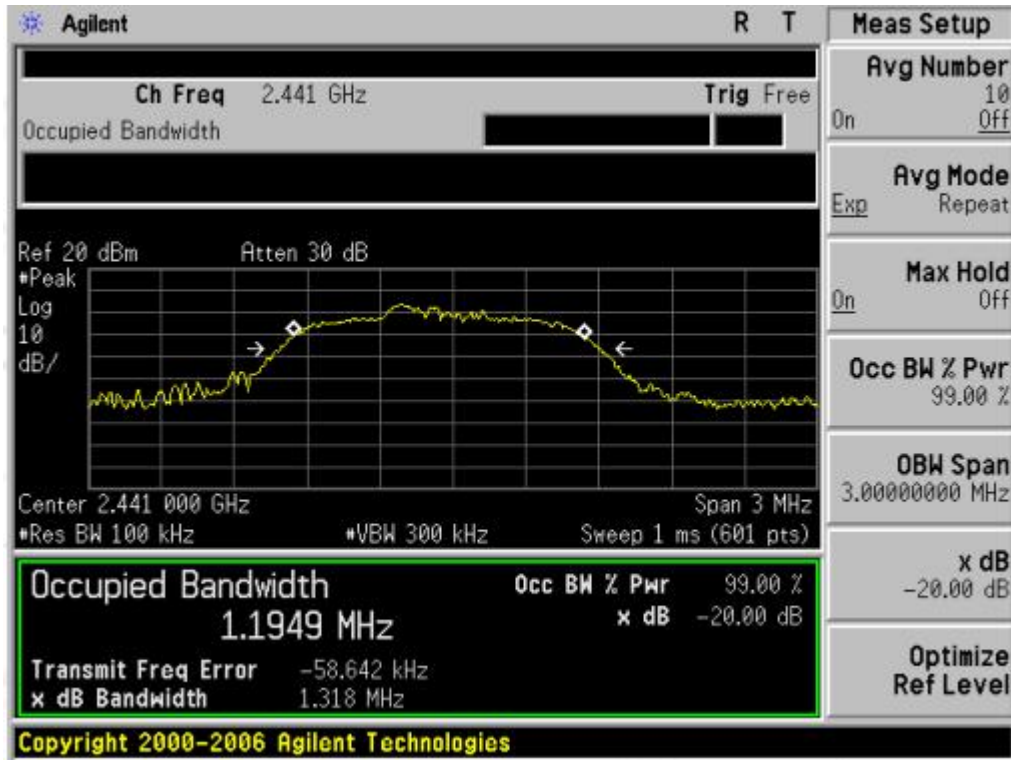 Agilent R T
Ch Freq 2.441 GHz Trig Free
Occupied Bandwidth
Ref 20 dBm Atten 30 dB
#Peak
Log
10
dB/
Center 2.441 000 GHz Span 3 MHz
#Res BW 100 kHz #VBW 300 kHz Sweep 1 ms (601 pts)
Occupied Bandwidth Occ BW % Pwr 99.00 %
1.1949 MHz x dB -20.00 dB
Transmit Freq Error -58.642 kHz
x dB Bandwidth 1.318 MHz
Copyright 2000-2006 Agilent Technologies
Meas Setup
Avg Number
10
On Off
Avg Mode
Exp Repeat
Max Hold
On Off
Occ BW % Pwr
99.00 %
OBW Span
3.00000000 MHz
x dB
-20.00 dB
Optimize
Ref Level